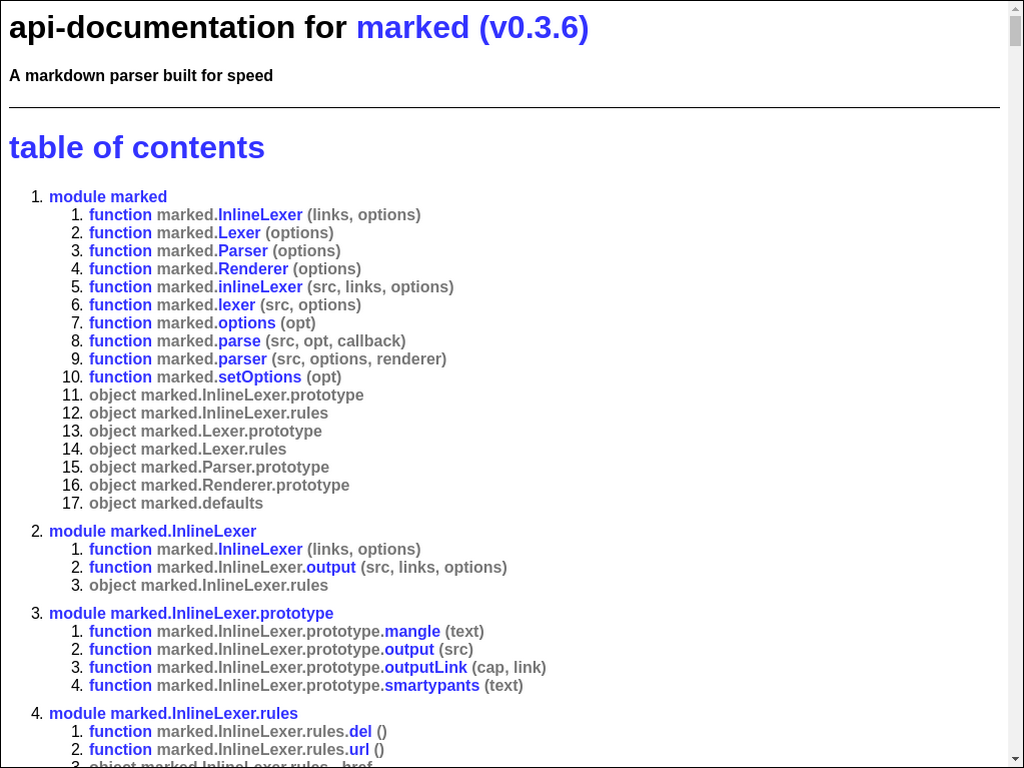 api-documentation for marked (v0.3.6)
A markdown parser built for speed
table of contents
1. module marked
1. function marked.InlineLexer (links, options)
2. function marked.Lexer (options)
3. function marked.Parser (options)
4. function marked.Renderer (options)
5. function marked.inlineLexer (src, links, options)
6. function marked.lexer (src, options)
7. function marked.options (opt)
8. function marked.parse (src, opt, callback)
9. function marked.parser (src, options, renderer)
10. function marked.setOptions (opt)
11. object marked.InlineLexer.prototype
12. object marked.InlineLexer.rules
13. object marked.Lexer.prototype
14. object marked.Lexer.rules
15. object marked.Parser.prototype
16. object marked.Renderer.prototype
17. object marked.defaults
2. module marked.InlineLexer
1. function marked.InlineLexer (links, options)
2. function marked.InlineLexer.output (src, links, options)
3. object marked.InlineLexer.rules
3. module marked.InlineLexer.prototype
1. function marked.InlineLexer.prototype.mangle (text)
2. function marked.InlineLexer.prototype.output (src)
3. function marked.InlineLexer.prototype.outputLink (cap, link)
4. function marked.InlineLexer.prototype.smartypants (text)
4. module marked.InlineLexer.rules
1. function marked.InlineLexer.rules.del ()
2. function marked.InlineLexer.rules.url ()
3. object marked.InlineLexer.rules._href